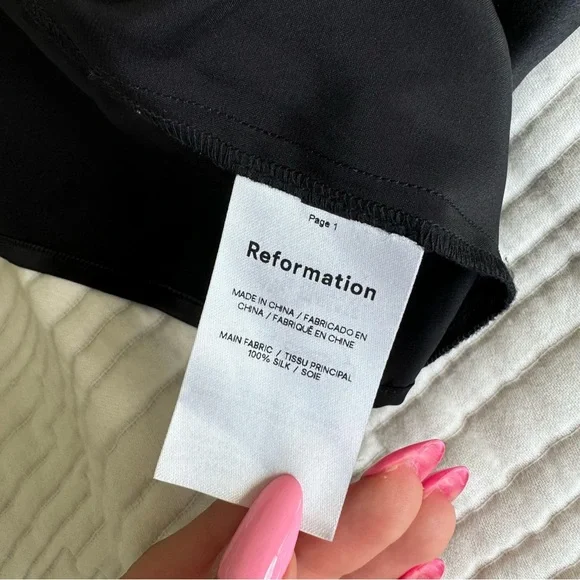 Page 1
Reformation
MADE IN CHINA / FABRICADO EN
CHINA / FABRIQUÉ EN CHINE
MAIN FABRIC / TISSU PRINCIPAL
100% SILK / SOIE